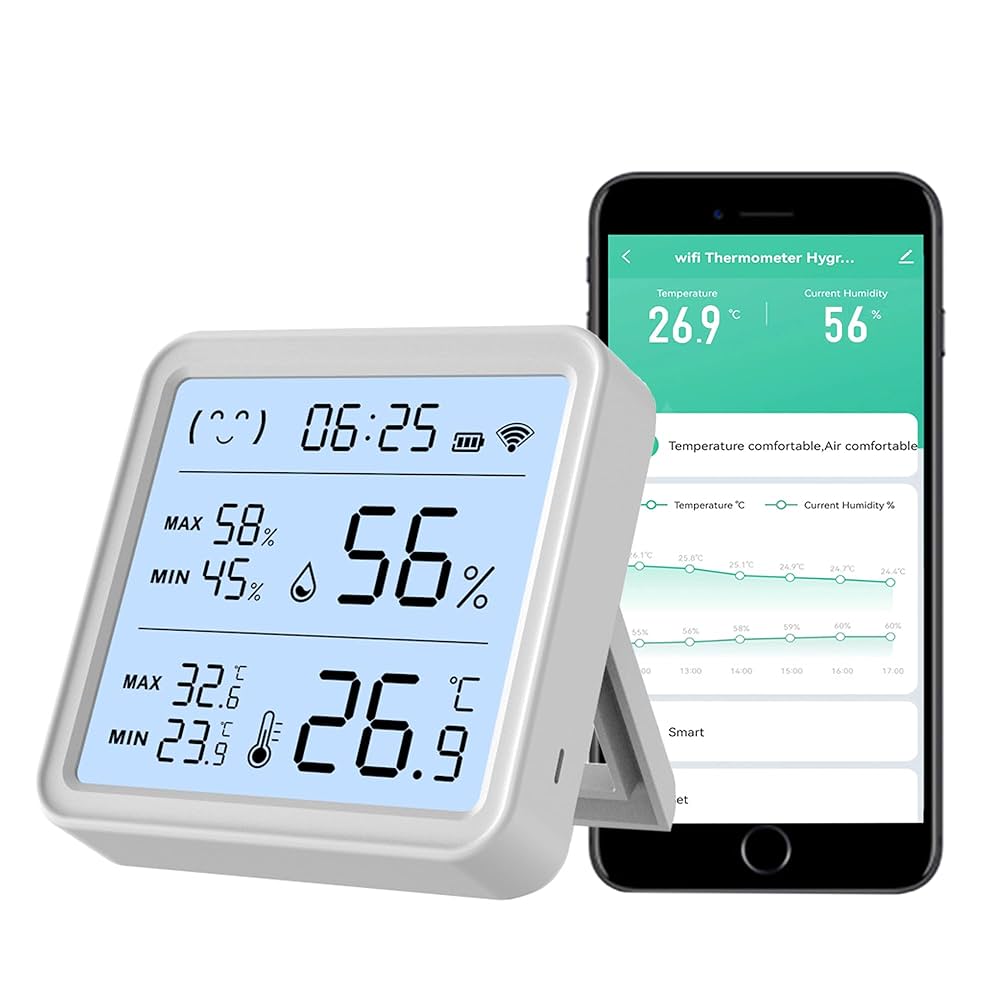 06:25
MAX 58%
MIN 45%
56%
MAX 32.6 °C
MIN 23.9 °C
26.9 °C
wifi Thermometer Hygr...
Temperature
26.9 °C
Current Humidity
56 %
Temperature comfortable,Air comfortable
Temperature °C
Current Humidity %
26.1°C 25.8°C 25.1°C 24.9°C 24.7°C 24.4°C
55% 56% 58% 59% 60% 60%
:00 13:00 14:00 15:00 16:00 17:00
Smart